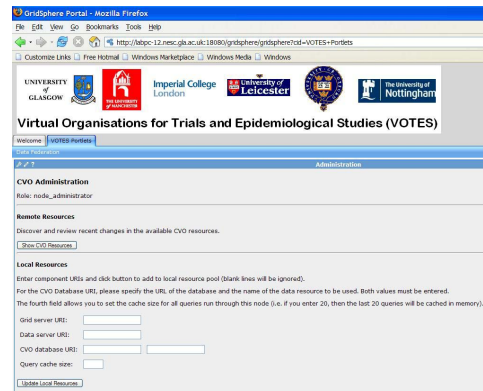 GridSphere Portal - Mozilla Firefox
File Edit View Go Bookmarks Tools Help
http://labpc-12.nesc.gla.ac.uk:18080/gridsphere/gridsphere?cid=VOTES+Portlets
Customize Links Free Hotmail Windows Marketplace Windows Media Windows
UNIVERSITY of GLASGOW
THE UNIVERSITY of MANCHESTER
Imperial College London
University of Leicester
The University of Nottingham
Virtual Organisations for Trials and Epidemiological Studies (VOTES)
Welcome VOTES Portlets
Data Federation
Administration
CVO Administration
Role: node_administrator
Remote Resources
Discover and review recent changes in the available CVO resources.
Show CVO Resources
Local Resources
Enter component URIs and click button to add to local resource pool (blank lines will be ignored).
For the CVO Database URI, please specify the URL of the database and the name of the data resource to be used. Both values must be entered.
The fourth field allows you to set the cache size for all queries run through this node (i.e. if you enter 20, then the last 20 queries will be cached in memory).
Grid server URI:
Data server URI:
CVO database URI:
Query cache size:
Update Local Resources